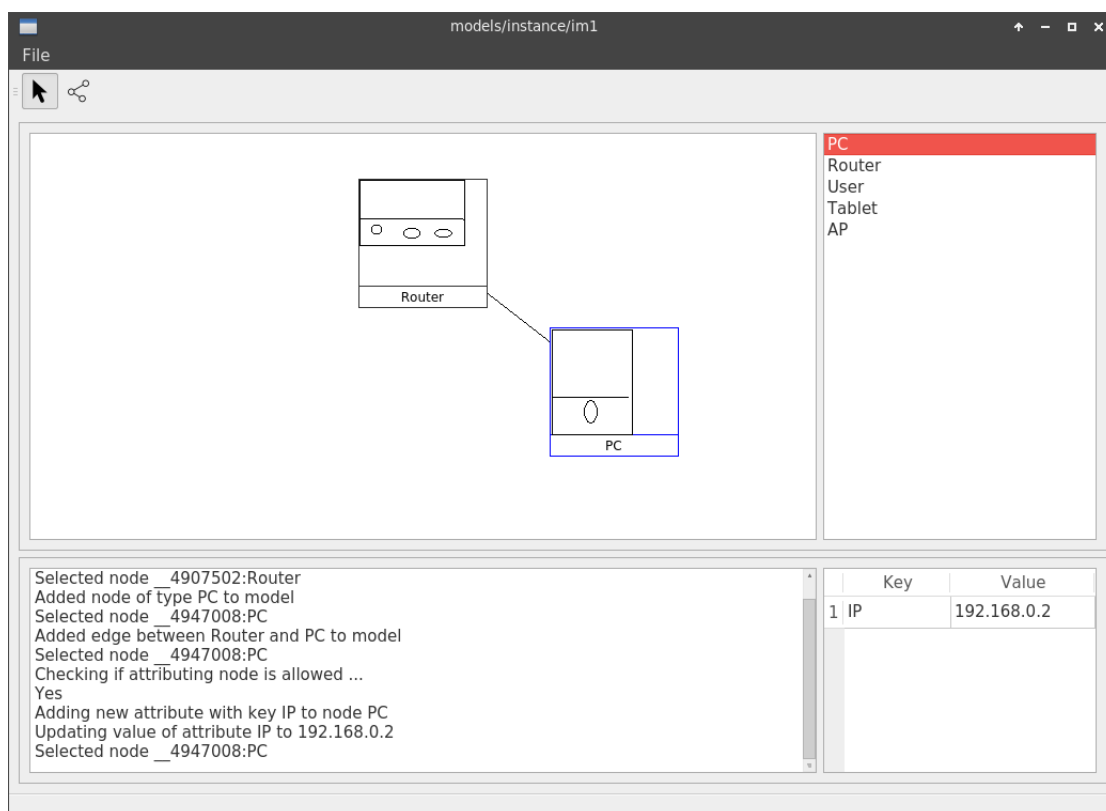 models/instance/im1
File
PC
Router
User
Tablet
AP
Router
PC
Selected node __4907502:Router
Added node of type PC to model
Selected node __4947008:PC
Added edge between Router and PC to model
Selected node __4947008:PC
Checking if attributing node is allowed ...
Yes
Adding new attribute with key IP to node PC
Updating value of attribute IP to 192.168.0.2
Selected node __4947008:PC
Key Value
1 IP 192.168.0.2